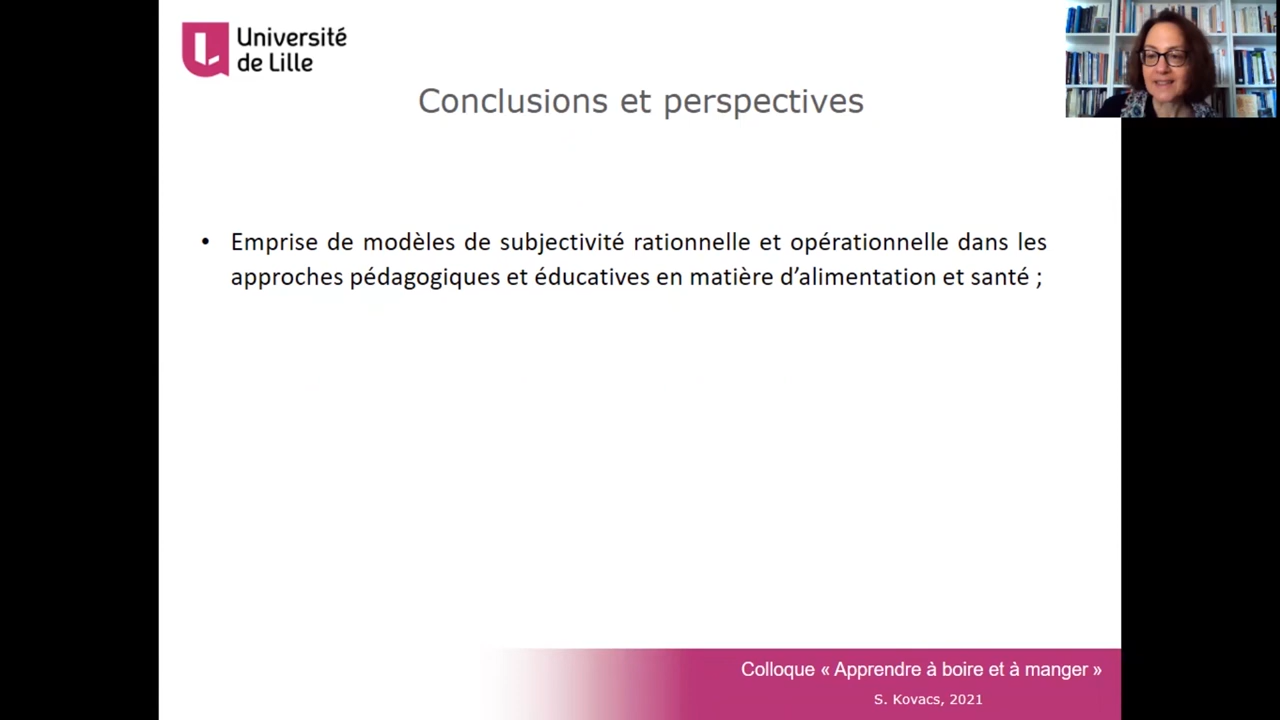 Université
de Lille
Conclusions et perspectives
• Emprise de modèles de subjectivité rationnelle et opérationnelle dans les
approches pédagogiques et éducatives en matière d’alimentation et santé ;
Colloque « Apprendre à boire et à manger »
S. Kovacs, 2021